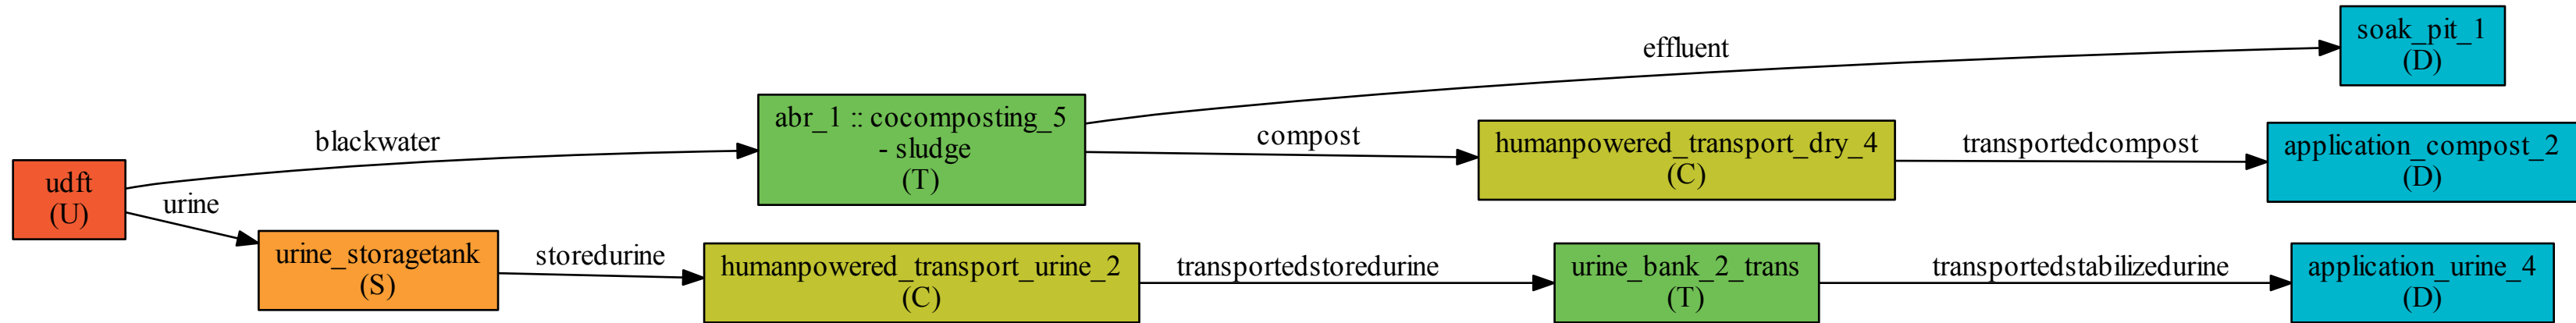 soak_pit_1
(D)
effluent
abr_1 :: cocomposting_5
- sludge
(T)
blackwater
compost
humanpowered_transport_dry_4
(C)
transportedcompost
application_compost_2
(D)
udft
(U)
urine
urine_storagetank
(S)
storedurine
humanpowered_transport_urine_2
(C)
transportedstoredurine
urine_bank_2_trans
(T)
transportedstabilizedurine
application_urine_4
(D)